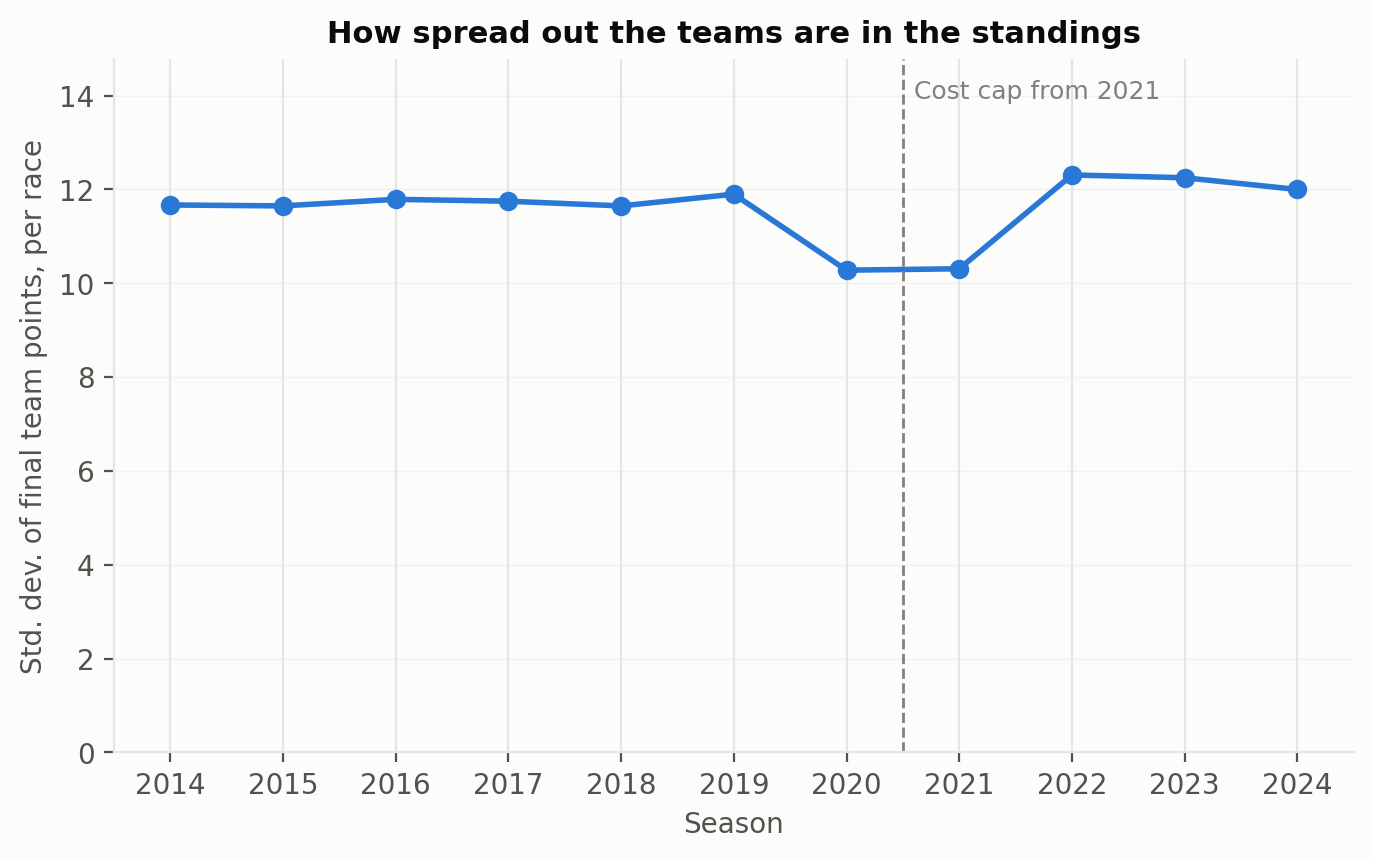 How spread out the teams are in the standings
Cost cap from 2021
Std. dev. of final team points, per race
14
12
10
8
6
4
2
0
2014 2015 2016 2017 2018 2019 2020 2021 2022 2023 2024
Season